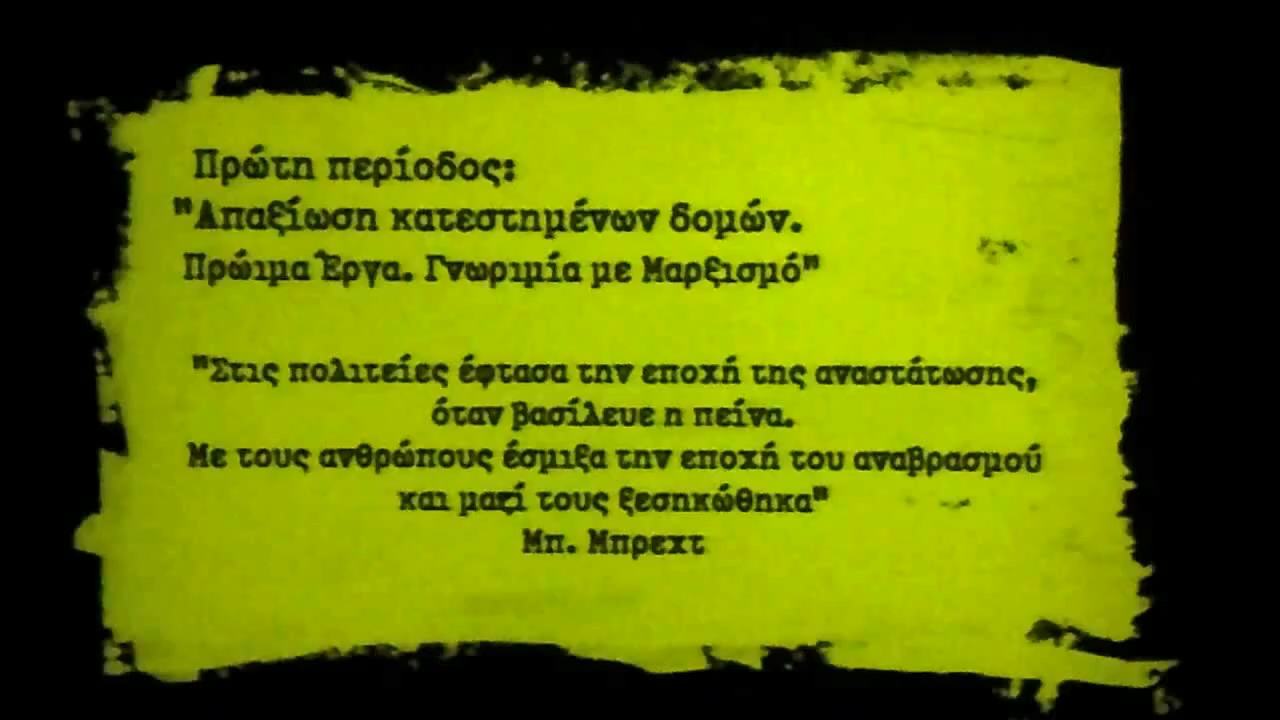 Πρώτη περίοδος:
"Απαξίωση κατεστημένων δομών.
Πρώιμα Έργα. Γνωριμία με Μαρξισμό"
"Στις πολιτείες έφτασα την εποχή της αναστάτωσης,
όταν βασίλευε η πείνα.
Με τους ανθρώπους έσμιξα την εποχή του αναβρασμού
και μαζί τους ξεσηκώθηκα"
Μπ. Μπρεχτ